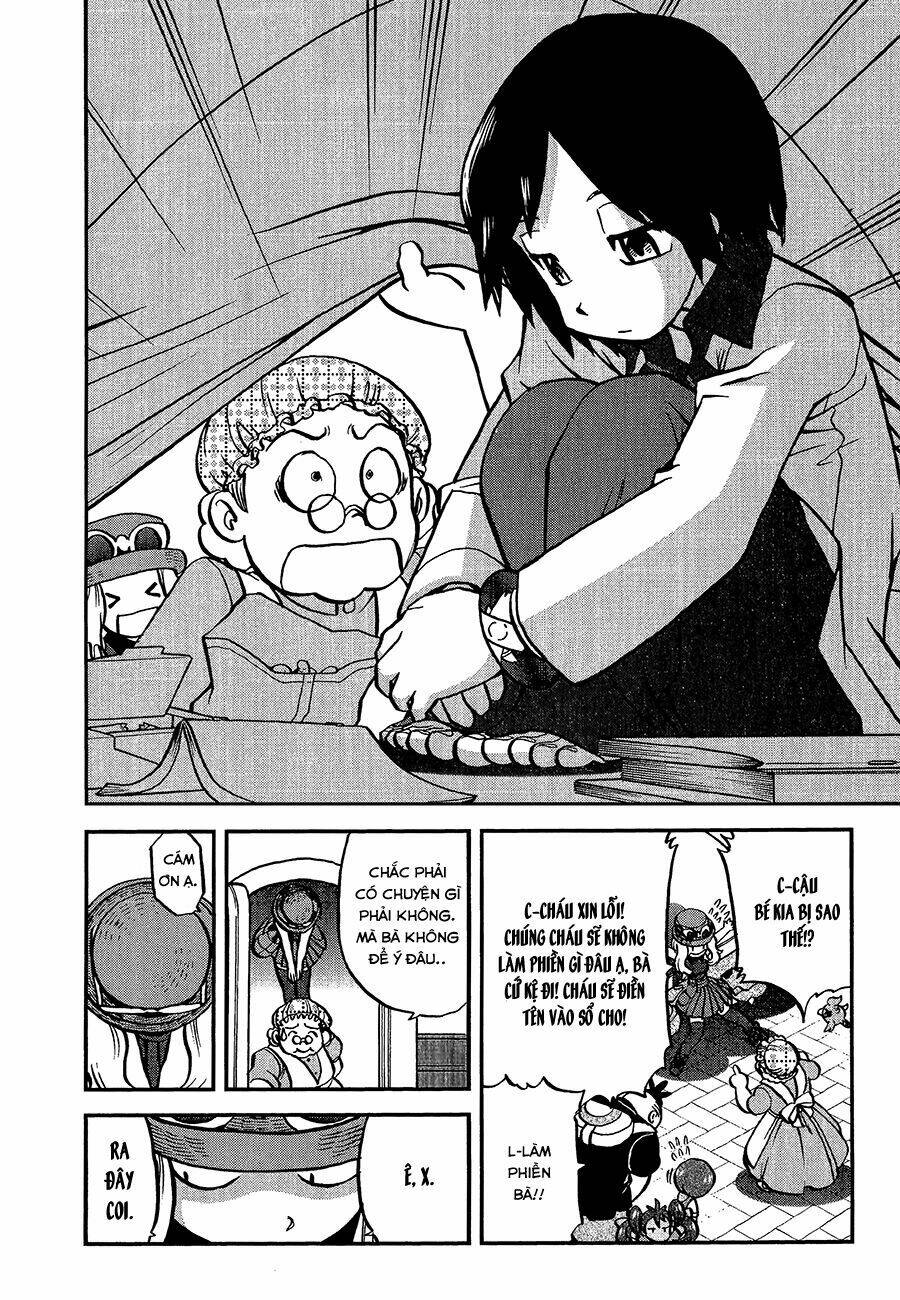 C-CẬU
BÉ KIA BỊ SAO
THẾ!?
C-CHÁU XIN LỖI!
CHÚNG CHÁU SẼ KHÔNG
LÀM PHIỀN GÌ ĐÂU Ạ, BÀ
CỨ KỆ ĐI! CHÁU SẼ ĐIỀN
TÊN VÀO SỔ CHO!
L-LÀM
PHIỀN
BÀ!!
CHẮC PHẢI
CÓ CHUYỆN GÌ
PHẢI KHÔNG.
MÀ BÀ KHÔNG
ĐỂ Ý ĐÂU..
CÁM
ƠN Ạ.
Ê, X.
RA
ĐÂY
COI.